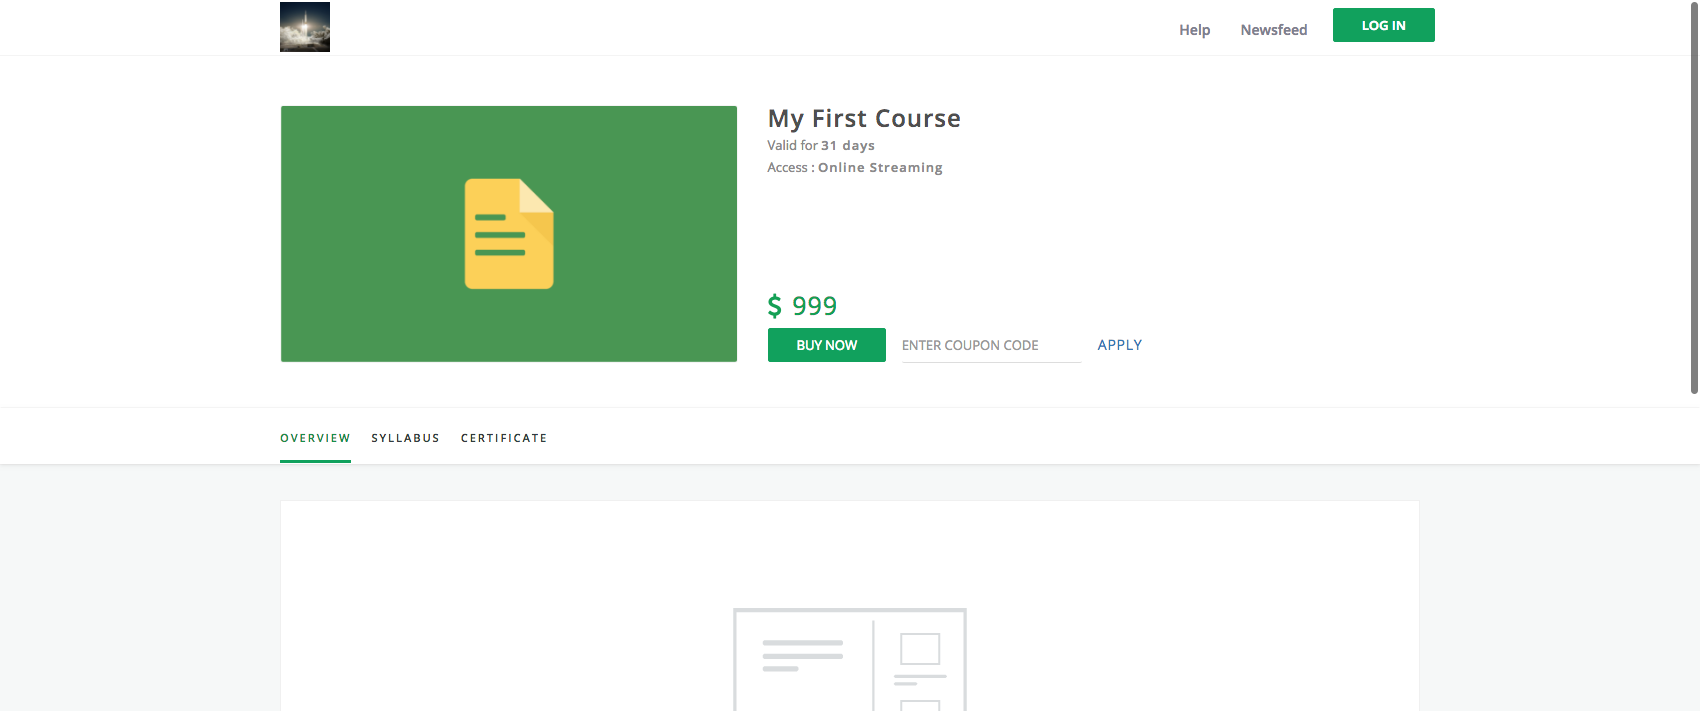 Help Newsfeed LOG IN
My First Course
Valid for 31 days
Access : Online Streaming
$ 999
BUY NOW ENTER COUPON CODE APPLY
OVERVIEW SYLLABUS CERTIFICATE